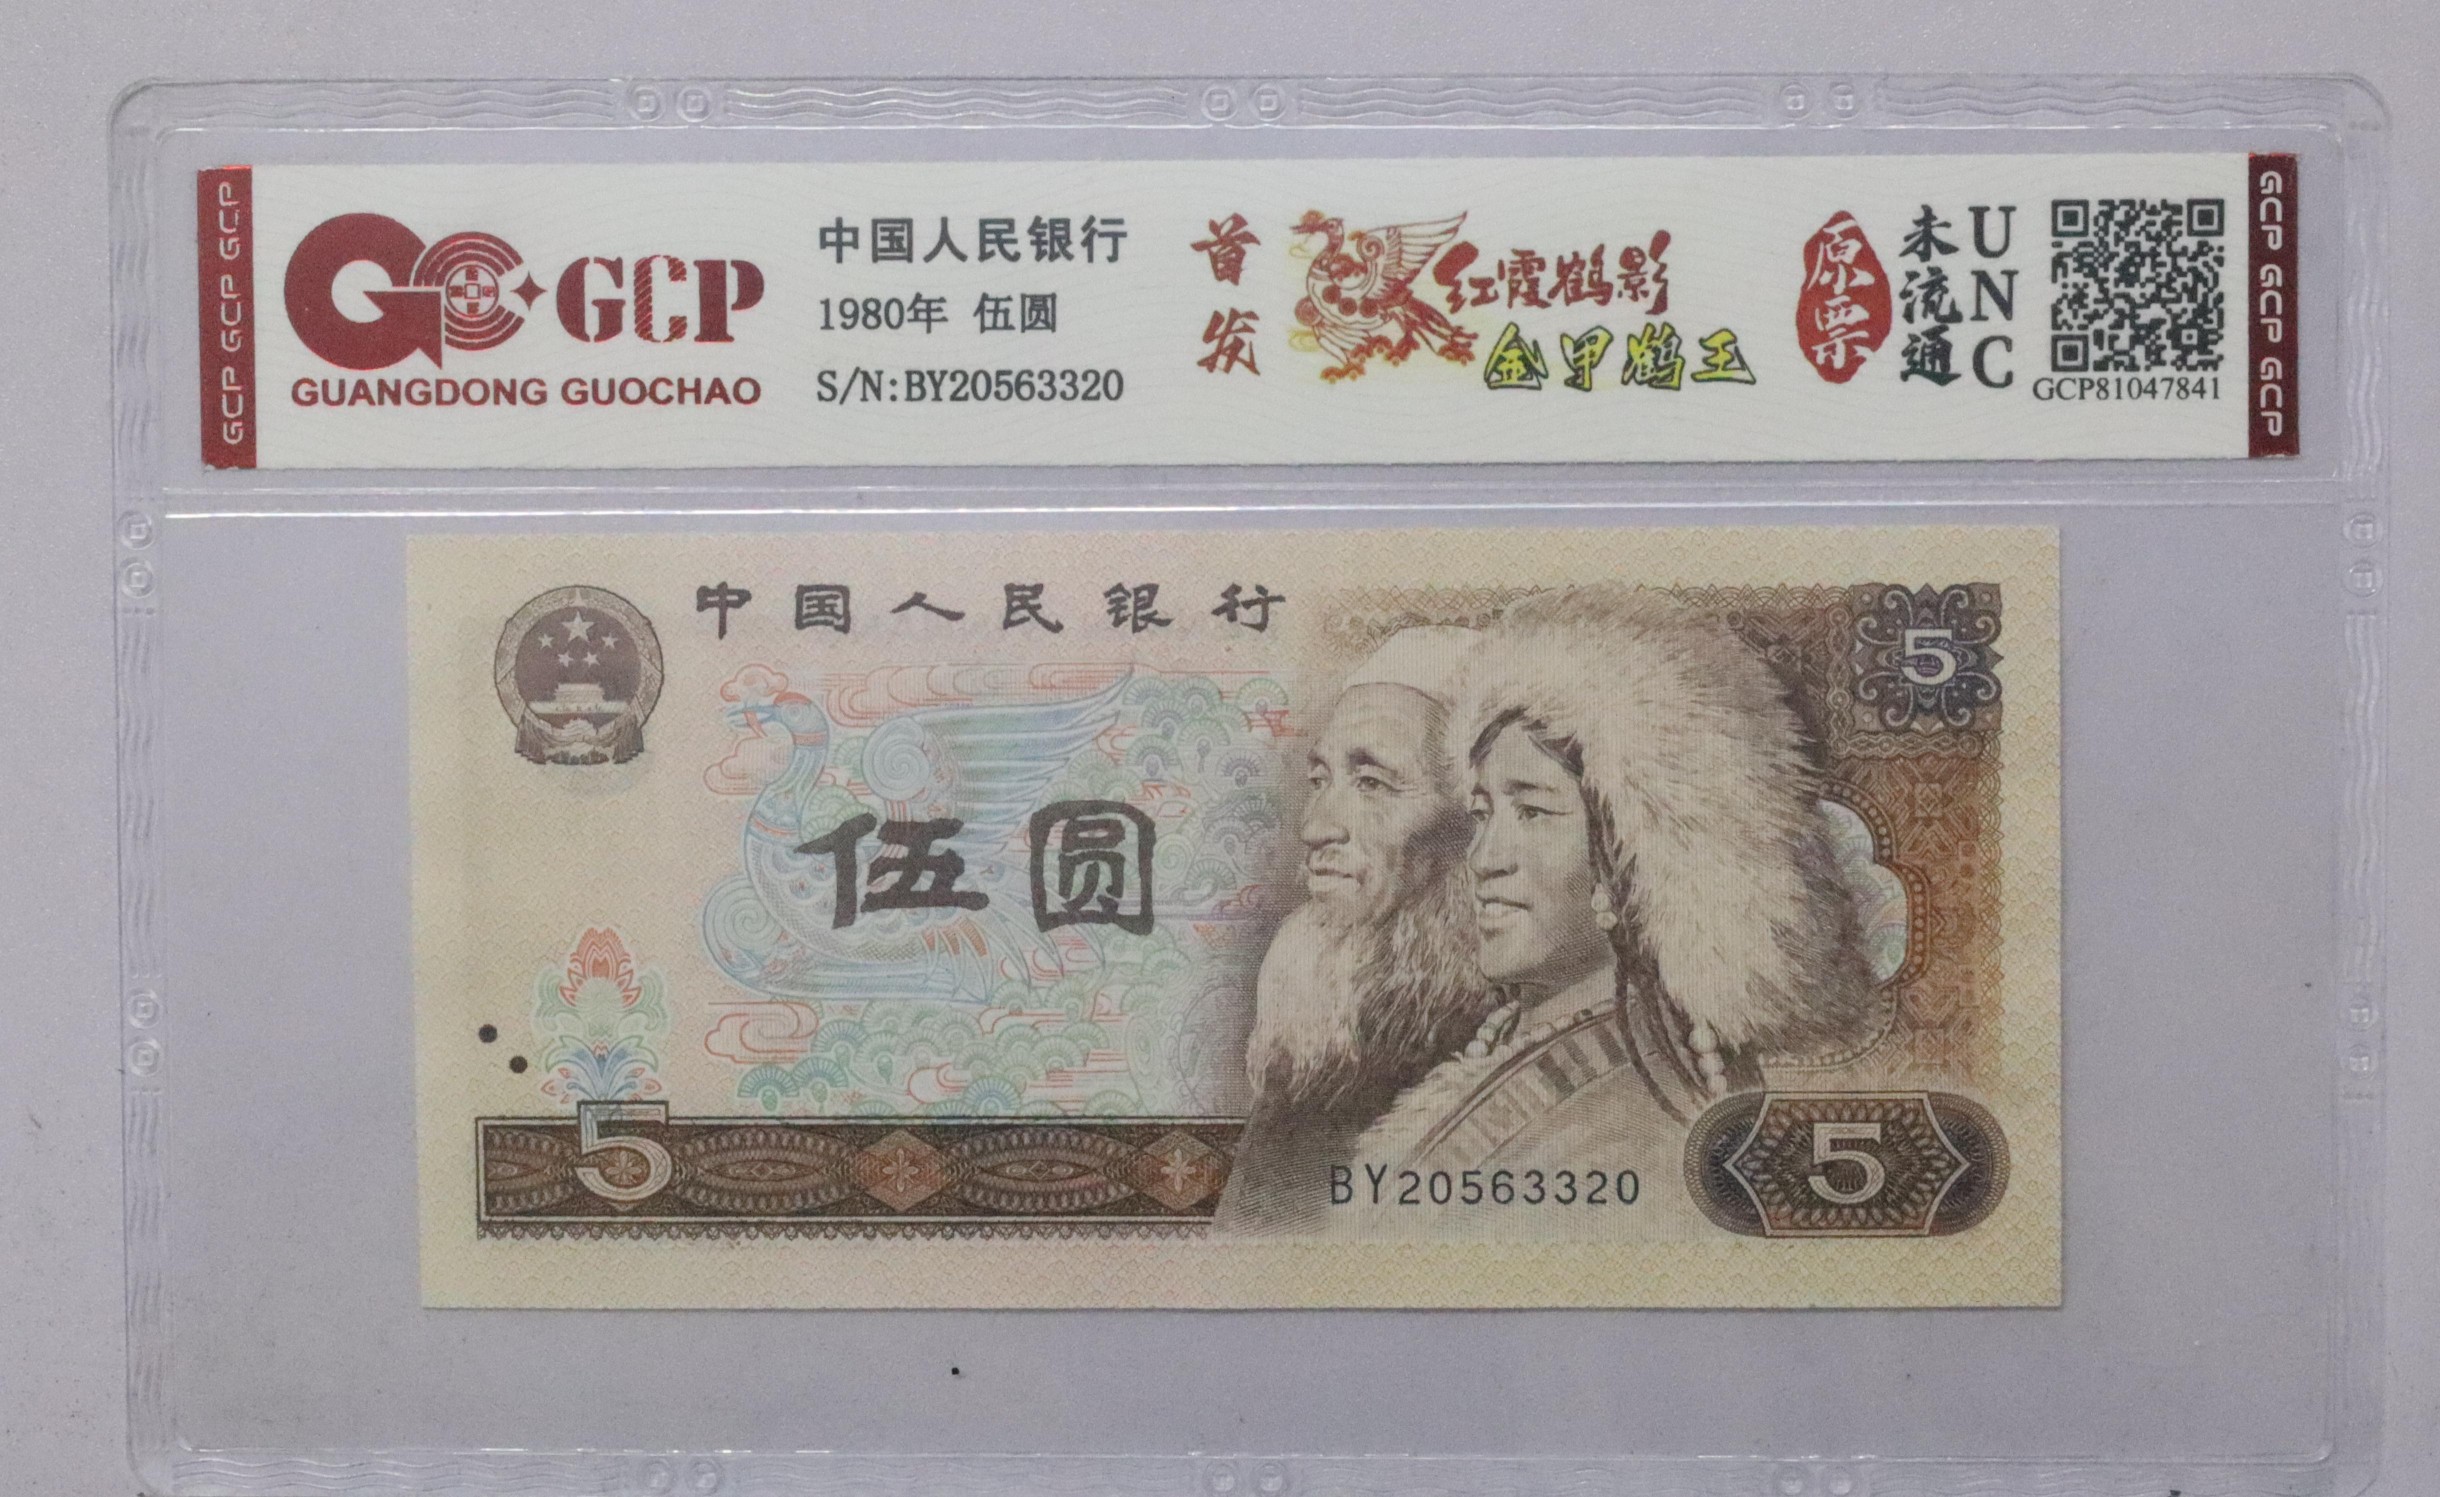 GCP GCP GCP
GCP
GUANGDONG GUOCHAO
中国人民银行
1980年 伍圆
S/N:BY20563320
首发
红霞鹤影
金甲鹤王
原票
未流通
UNC
GCP81047841
GCP GCP GCP
中国人民银行
5
伍圆
5
BY20563320
5